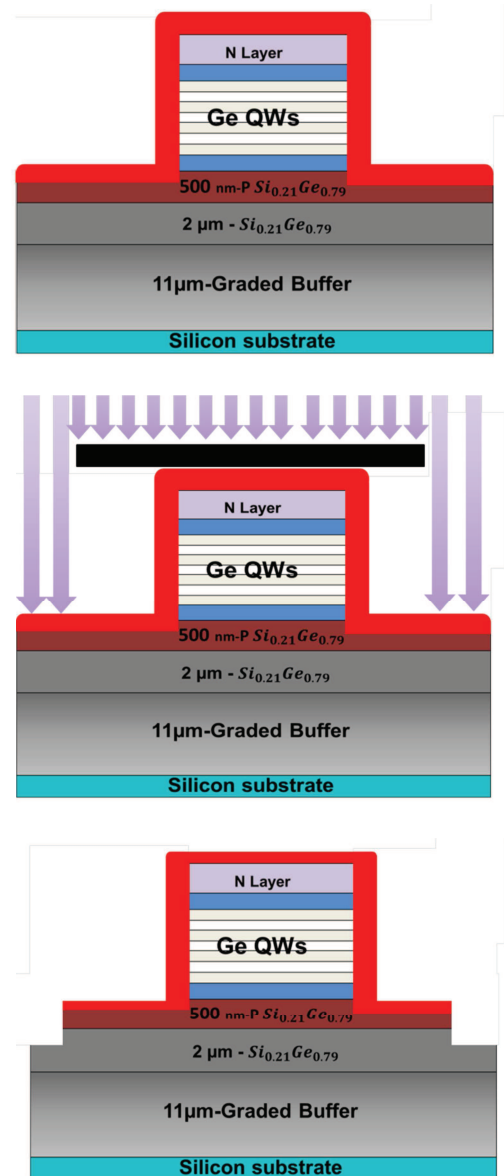 N Layer
Ge QWs
500 nm-P Si₀.₂₁Ge₀.₇₉
2 µm - Si₀.₂₁Ge₀.₇₉
11µm-Graded Buffer
Silicon substrate
N Layer
Ge QWs
500 nm-P Si₀.₂₁Ge₀.₇₉
2 µm - Si₀.₂₁Ge₀.₇₉
11µm-Graded Buffer
Silicon substrate
N Layer
Ge QWs
500 nm-P Si₀.₂₁Ge₀.₇₉
2 µm - Si₀.₂₁Ge₀.₇₉
11µm-Graded Buffer
Silicon substrate